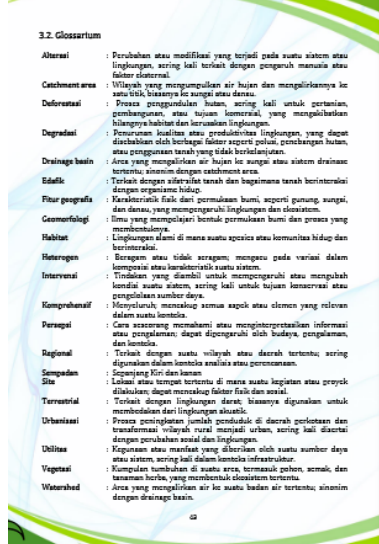 3.2. Glossarium
Alterasi : Perubahan atau modifikasi yang terjadi pada suatu sistem atau
lingkungan, sering kali terkait dengan pengaruh manusia atau
faktor eksternal.
Catchment area : Wilayah yang mengumpulkan air hujan dan mengalirkannya ke
satu titik, biasanya ke sungai atau danau.
Deforestasi : Proses penggundulan hutan, sering kali untuk pertanian,
pembangunan, atau tujuan komersial, yang mengakibatkan
hilangnya habitat dan kerusakan lingkungan.
Degradasi : Penurunan kualitas atau produktivitas lingkungan, yang dapat
disebabkan oleh berbagai faktor seperti polusi, penebangan hutan,
atau penggunaan tanah yang tidak berkelanjutan.
Drainage basin : Area yang mengalirkan air hujan ke sungai atau sistem drainase
tertentu; sinonim dengan catchment area.
Edafik : Terkait dengan sifat-sifat tanah dan bagaimana tanah berinteraksi
dengan organisme hidup.
Fitur geografis : Karakteristik fisik dari permukaan bumi, seperti gunung, sungai,
dan danau, yang mempengaruhi lingkungan dan ekosistem.
Geomorfologi : Ilmu yang mempelajari bentuk permukaan bumi dan proses yang
membentuknya.
Habitat : Lingkungan alami di mana suatu spesies atau komunitas hidup dan
berinteraksi.
Heterogen : Beragam atau tidak seragam; mengacu pada variasi dalam
komposisi atau karakteristik suatu sistem.
Intervensi : Tindakan yang diambil untuk mempengaruhi atau mengubah
kondisi suatu sistem, sering kali untuk tujuan konservasi atau
pengelolaan sumber daya.
Komprehensif : Menyeluruh; mencakup semua aspek atau elemen yang relevan
dalam suatu konteks.
Persepsi : Cara seseorang memahami atau menginterpretasikan informasi
atau pengalaman; dapat dipengaruhi oleh budaya, pengalaman,
dan konteks.
Regional : Terkait dengan suatu wilayah atau daerah tertentu; sering
digunakan dalam konteks analisis atau perencanaan.
Sempadan : Sepanjang Kiri dan kanan
Site : Lokasi atau tempat tertentu di mana suatu kegiatan atau proyek
dilakukan; dapat mencakup faktor fisik dan sosial.
Terrestrial : Terkait dengan lingkungan darat; biasanya digunakan untuk
membedakan dari lingkungan akuatik.
Urbanisasi : Proses peningkatan jumlah penduduk di daerah perkotaan dan
transformasi wilayah rural menjadi urban, sering kali disertai
dengan perubahan sosial dan lingkungan.
Utilitas : Kegunaan atau manfaat yang diberikan oleh suatu sumber daya
atau sistem, sering kali dalam konteks infrastruktur.
Vegetasi : Kumpulan tumbuhan di suatu area, termasuk pohon, semak, dan
tanaman herba, yang membentuk ekosistem tertentu.
Watershed : Area yang mengalirkan air ke suatu badan air tertentu; sinonim
dengan drainage basin.